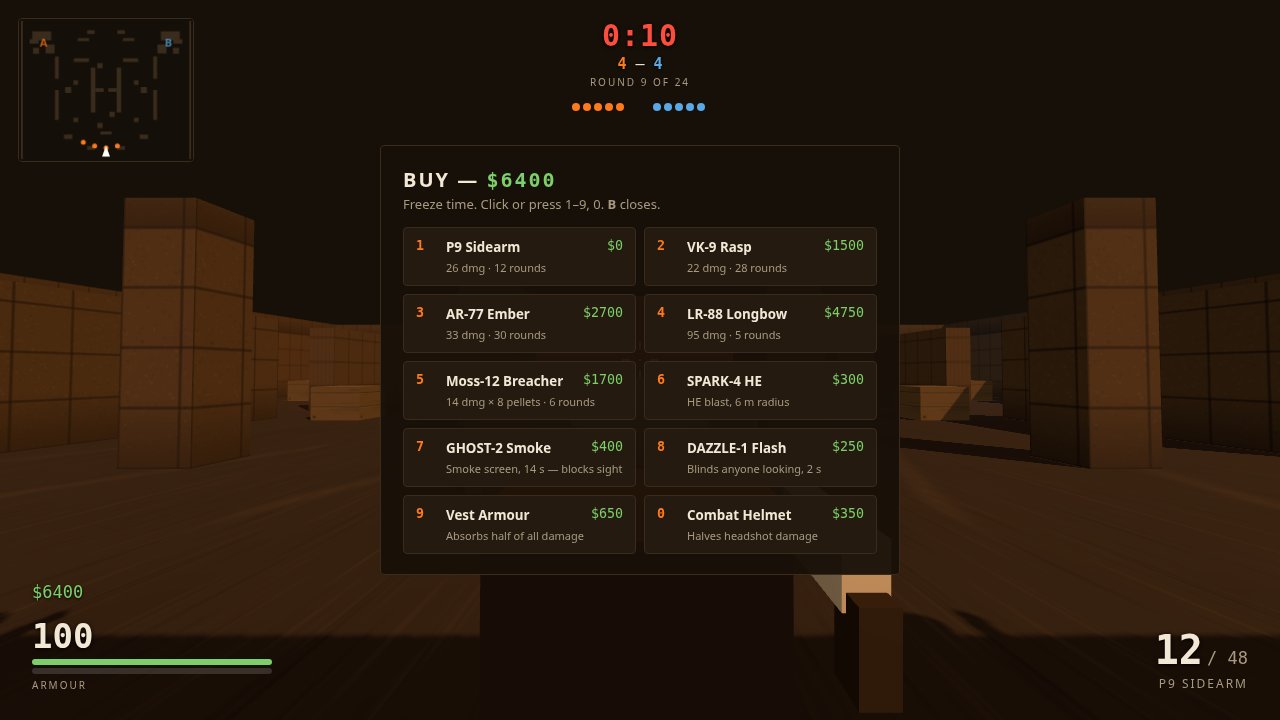 A
B
0:10
4 – 4
ROUND 9 OF 24
BUY — $6400
Freeze time. Click or press 1–9, 0. B closes.
1 P9 Sidearm $0
26 dmg · 12 rounds
2 VK-9 Rasp $1500
22 dmg · 28 rounds
3 AR-77 Ember $2700
33 dmg · 30 rounds
4 LR-88 Longbow $4750
95 dmg · 5 rounds
5 Moss-12 Breacher $1700
14 dmg × 8 pellets · 6 rounds
6 SPARK-4 HE $300
HE blast, 6 m radius
7 GHOST-2 Smoke $400
Smoke screen, 14 s — blocks sight
8 DAZZLE-1 Flash $250
Blinds anyone looking, 2 s
9 Vest Armour $650
Absorbs half of all damage
0 Combat Helmet $350
Halves headshot damage
$6400
100
ARMOUR
12 / 48
P9 SIDEARM